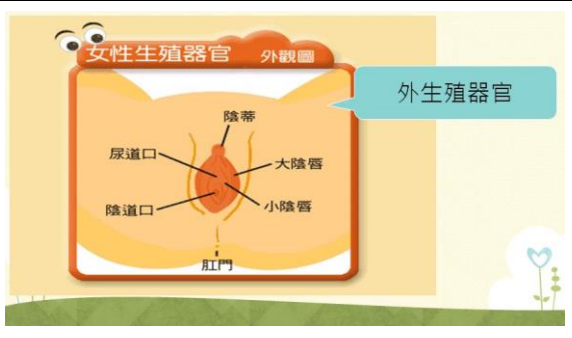 女性生殖器官 外觀圖
外生殖器官
陰蒂
尿道口
大陰唇
陰道口
小陰唇
肛門